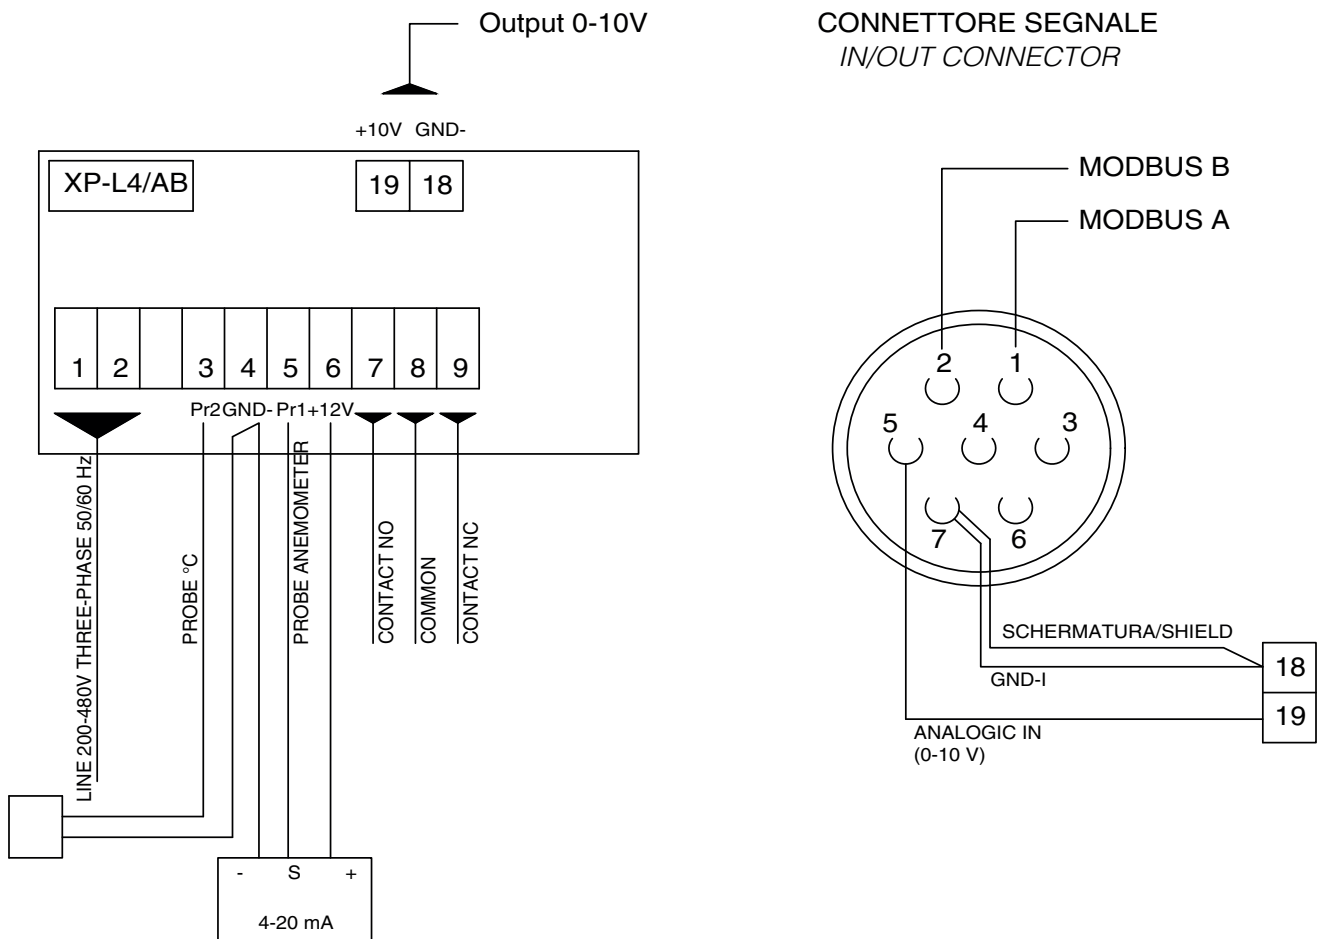 Output 0-10V
+10V GND-
XP-L4/AB
19 18
1 2 3 4 5 6 7 8 9
Pr2 GND- Pr1 +12V
LINE 200-480V THREE-PHASE 50/60 Hz
PROBE °C
PROBE ANEMOMETER
CONTACT NO
COMMON
CONTACT NC
- S +
4-20 mA
CONNETTORE SEGNALE
IN/OUT CONNECTOR
MODBUS B
MODBUS A
2 1
5 4 3
7 6
SCHERMATURA/SHIELD
GND-I
18
19
ANALOGIC IN
(0-10 V)